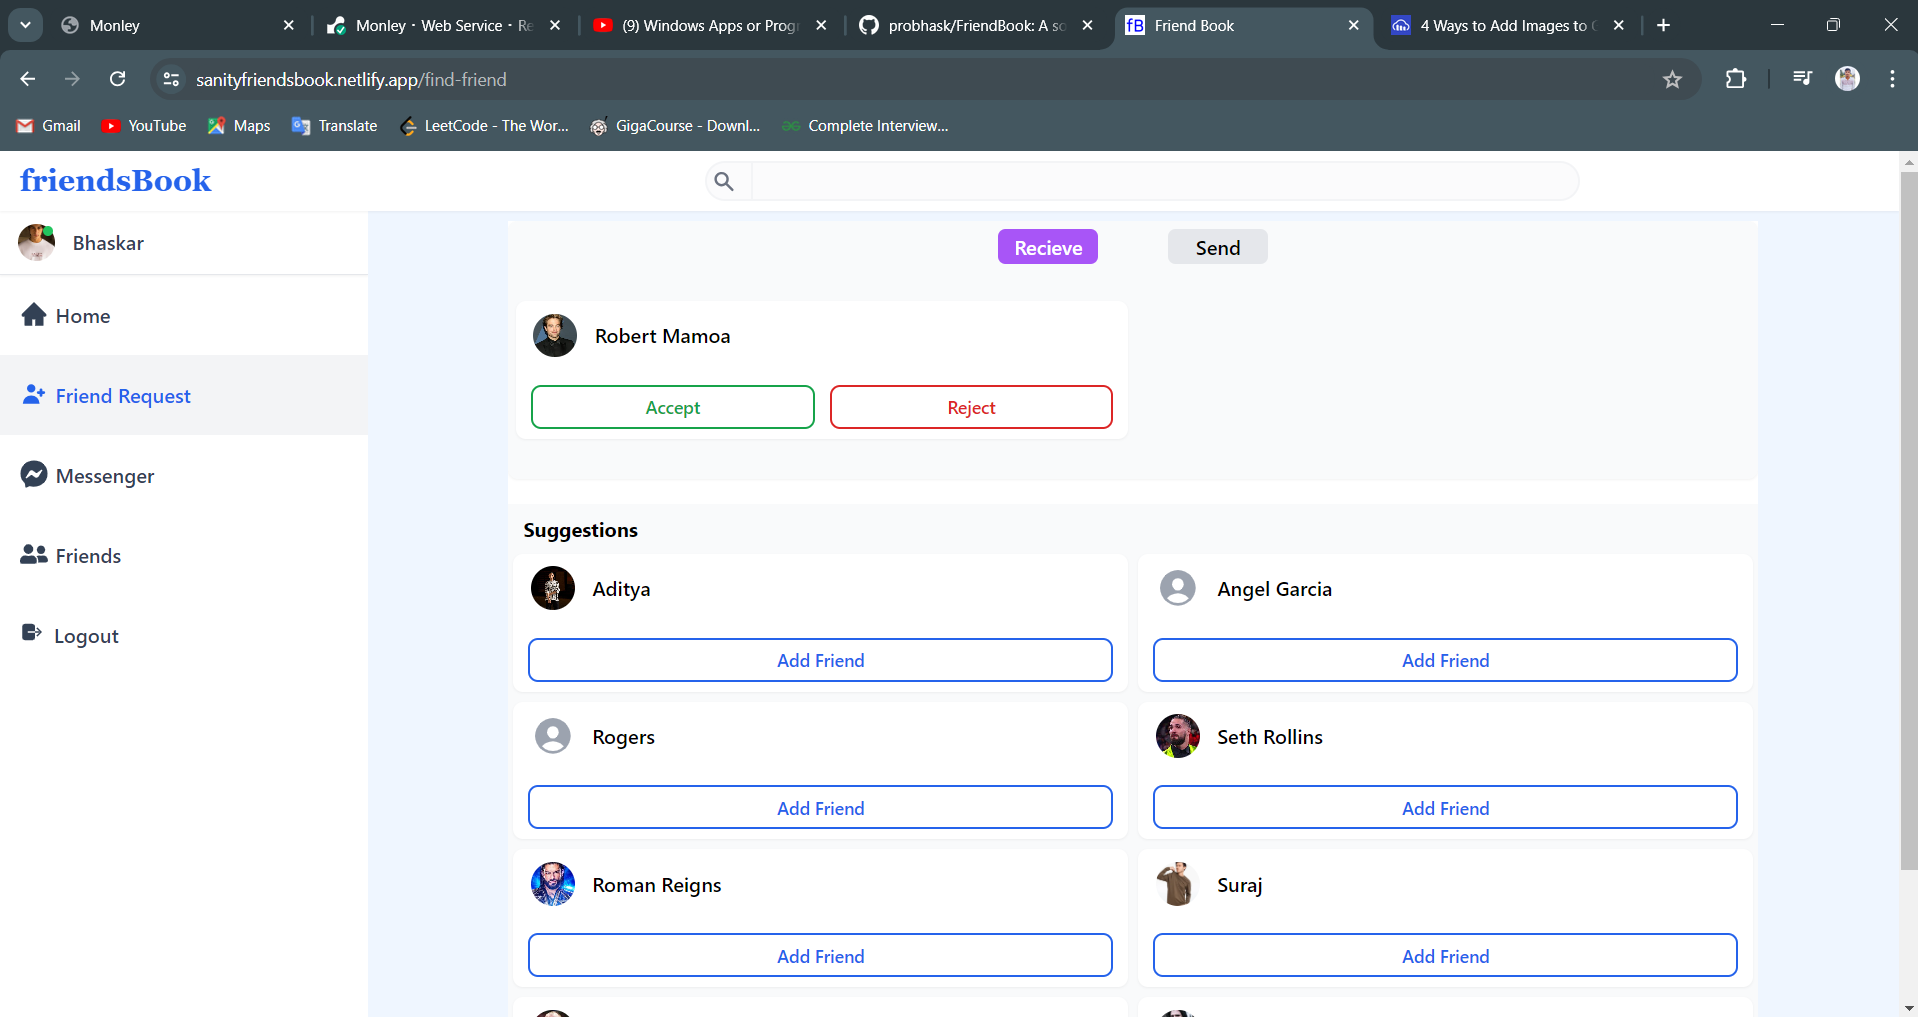 Monley
Monley · Web Service · Re
(9) Windows Apps or Progr
probhask/FriendBook: A so
fB Friend Book
4 Ways to Add Images to
sanityfriendsbook.netlify.app/find-friend
Gmail
YouTube
Maps
Translate
LeetCode - The Wor...
GigaCourse - Downl...
Complete Interview...
friendsBook
Bhaskar
Recieve
Send
Home
Robert Mamoa
Friend Request
Accept
Reject
Messenger
Friends
Logout
Suggestions
Aditya
Angel Garcia
Add Friend
Add Friend
Rogers
Seth Rollins
Add Friend
Add Friend
Roman Reigns
Suraj
Add Friend
Add Friend